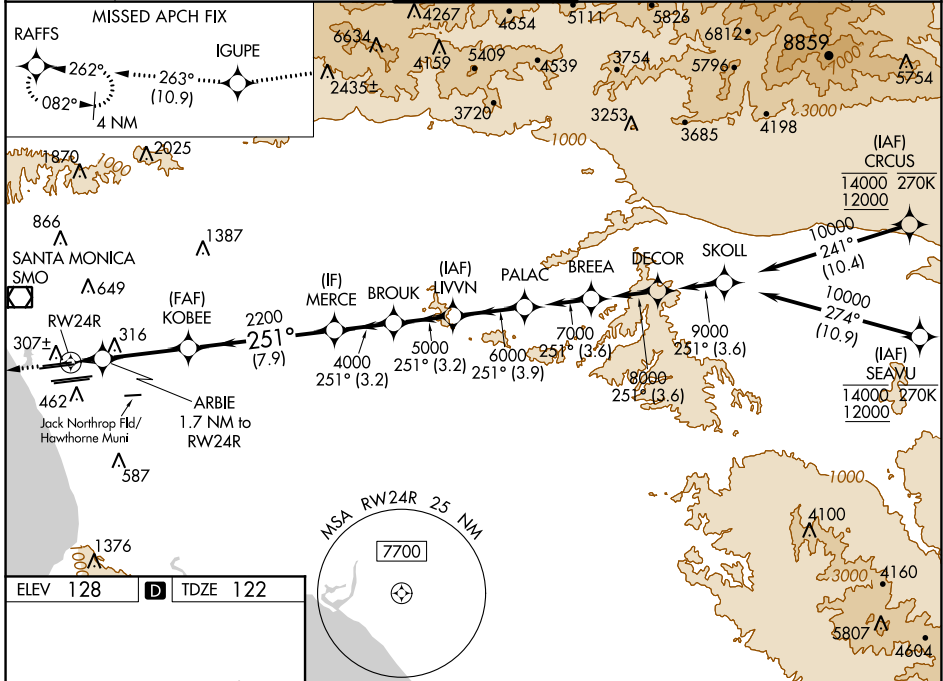 MISSED APCH FIX
RAFFS
IGUPE
262°
263°
(10.9)
082°
4 NM
4267
4654
5111
5826
6634
4159
5409
4539
3754
6812
5796
8859
5754
2435±
3720
3253
3685
4198
3000
1000
1870
1000
2025
(IAF)
CRCUS
14000 270K
12000
866
1387
SANTA MONICA
SMO
649
10000
241°
(10.4)
(IF)
MERCE
BROUK
(IAF)
LIVVN
PALAC
BREEA
DECOR
SKOLL
(FAF)
KOBEE
RW24R
307±
316
2200
251°
(7.9)
4000
251° (3.2)
5000
251° (3.2)
6000
251° (3.9)
7000
251° (3.6)
8000
251° (3.6)
9000
251° (3.6)
10000
274°
(10.9)
(IAF)
SEAVU
14000 270K
12000
462
Jack Northrop Fld/
Hawthorne Muni
ARBIE
1.7 NM to
RW24R
587
1376
MSA RW24R 25 NM
7700
1000
4100
3000
4160
5807
4604
ELEV 128 D TDZE 122